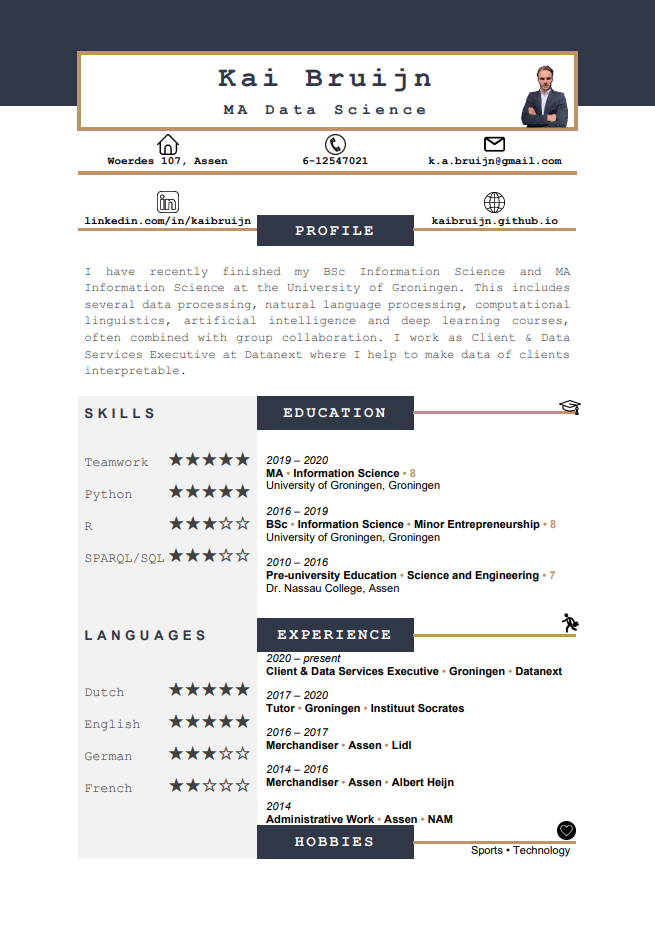 Kai Bruijn
MA Data Science
Woerdes 107, Assen
6-12547021
k.a.bruijn@gmail.com
linkedin.com/in/kaibruijn
kaibruijn.github.io
PROFILE
I have recently finished my BSc Information Science and MA
Information Science at the University of Groningen. This includes
several data processing, natural language processing, computational
linguistics, artificial intelligence and deep learning courses,
often combined with group collaboration. I work as Client & Data
Services Executive at Datanext where I help to make data of clients
interpretable.
SKILLS
Teamwork ★★★★★
Python ★★★★★
R ★★★☆☆
SPARQL/SQL ★★★☆☆
LANGUAGES
Dutch ★★★★★
English ★★★★★
German ★★★☆☆
French ★★☆☆☆
EDUCATION
2019 – 2020
MA • Information Science • 8
University of Groningen, Groningen
2016 – 2019
BSc • Information Science • Minor Entrepreneurship • 8
University of Groningen, Groningen
2010 – 2016
Pre-university Education • Science and Engineering • 7
Dr. Nassau College, Assen
EXPERIENCE
2020 – present
Client & Data Services Executive • Groningen • Datanext
2017 – 2020
Tutor • Groningen • Instituut Socrates
2016 – 2017
Merchandiser • Assen • Lidl
2014 – 2016
Merchandiser • Assen • Albert Heijn
2014
Administrative Work • Assen • NAM
HOBBIES
Sports • Technology